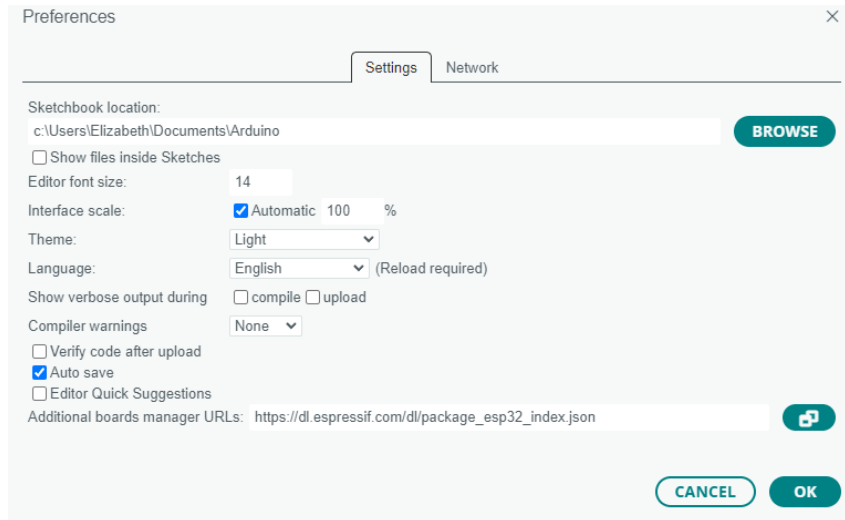 Preferences
Settings Network
Sketchbook location:
c:\Users\Elizabeth\Documents\Arduino BROWSE
Show files inside Sketches
Editor font size: 14
Interface scale: Automatic 100 %
Theme: Light
Language: English (Reload required)
Show verbose output during compile upload
Compiler warnings None
Verify code after upload
Auto save
Editor Quick Suggestions
Additional boards manager URLs: https://dl.espressif.com/dl/package_esp32_index.json
CANCEL OK